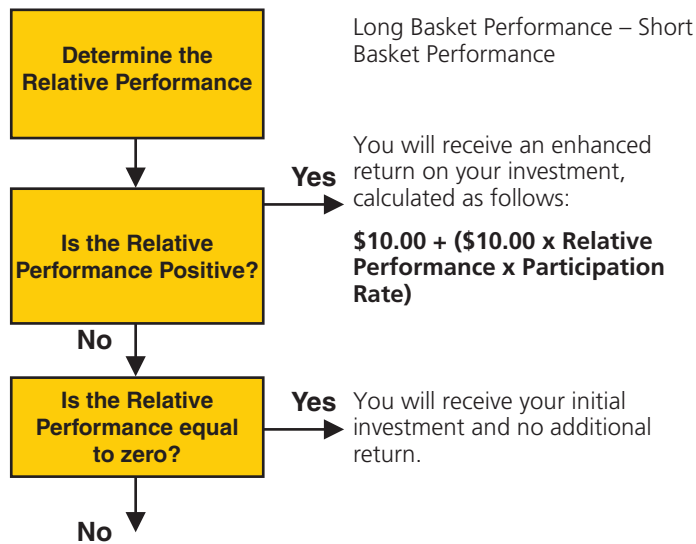 Determine the
Relative Performance
Long Basket Performance – Short
Basket Performance
Is the Relative
Performance Positive?
Yes
You will receive an enhanced
return on your investment,
calculated as follows:
$10.00 + ($10.00 x Relative
Performance x Participation
Rate)
No
Is the Relative
Performance equal
to zero?
Yes
You will receive your initial
investment and no additional
return.
No